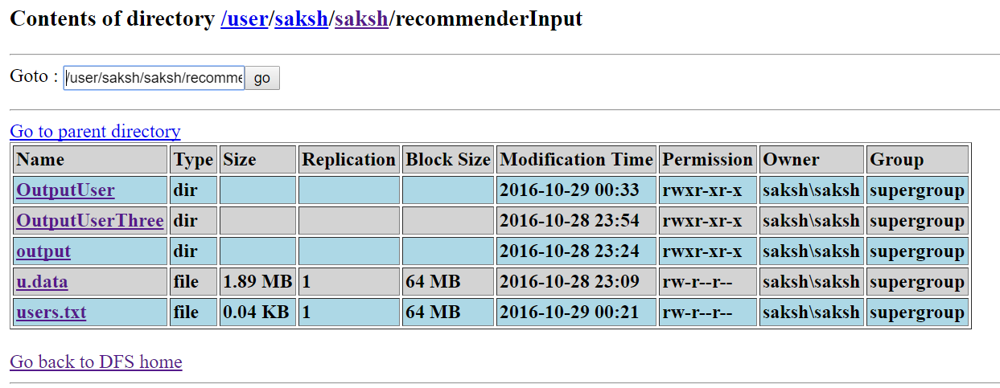 Contents of directory /user/saksh/saksh/recommenderInput
Goto : /user/saksh/saksh/recomme go
Go to parent directory
Name Type Size Replication Block Size Modification Time Permission Owner Group
OutputUser dir 2016-10-29 00:33 rwxr-xr-x saksh\saksh supergroup
OutputUserThree dir 2016-10-28 23:54 rwxr-xr-x saksh\saksh supergroup
output dir 2016-10-28 23:24 rwxr-xr-x saksh\saksh supergroup
u.data file 1.89 MB 1 64 MB 2016-10-28 23:09 rw-r--r-- saksh\saksh supergroup
users.txt file 0.04 KB 1 64 MB 2016-10-29 00:21 rw-r--r-- saksh\saksh supergroup
Go back to DFS home